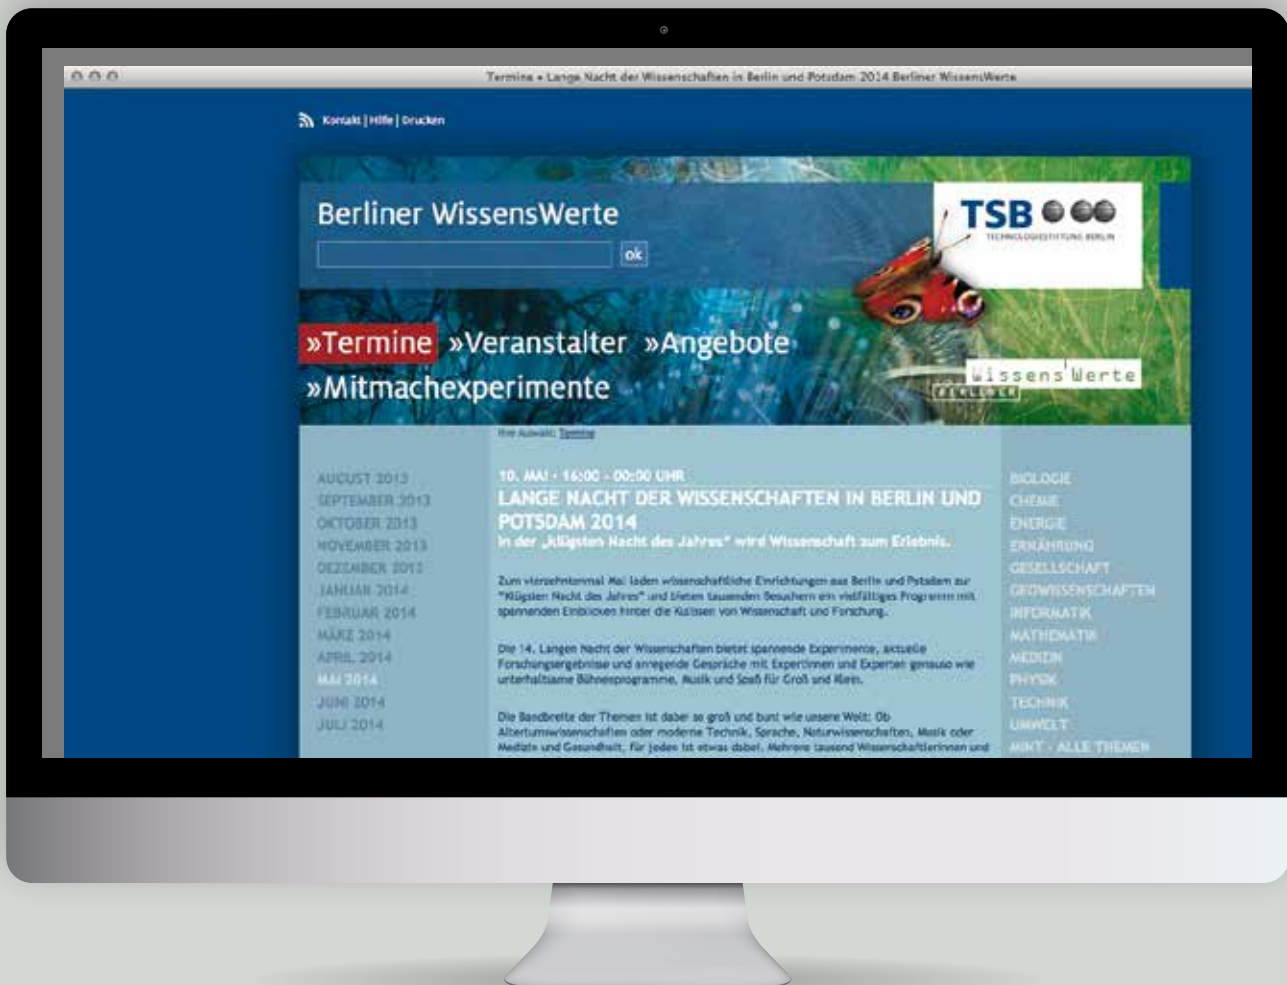 Termine • Lange Nacht der Wissenschaften in Berlin und Potsdam 2014 Berliner WissensWerte
Kontakt | Hilfe | Drucken
Berliner WissensWerte
ok
TSB
TECHNOLOGIESTIFTUNG BERLIN
»Termine »Veranstalter »Angebote
»Mitmachexperimente
Wissens'Werte
BERLINER
Ihre Auswahl: Termine
AUGUST 2013
SEPTEMBER 2013
OKTOBER 2013
NOVEMBER 2013
DEZEMBER 2013
JANUAR 2014
FEBRUAR 2014
MÄRZ 2014
APRIL 2014
MAI 2014
JUNI 2014
JULI 2014
10. MAI • 16:00 - 00:00 UHR
LANGE NACHT DER WISSENSCHAFTEN IN BERLIN UND
POTSDAM 2014
In der „klügsten Nacht des Jahres“ wird Wissenschaft zum Erlebnis.
Zum vierzehntenmal Mal laden wissenschaftliche Einrichtungen aus Berlin und Potsdam zur
"Klügsten Nacht des Jahres" und bieten tausenden Besuchern ein vielfältiges Programm mit
spannenden Einblicken hinter die Kulissen von Wissenschaft und Forschung.
Die 14. Langen Nacht der Wissenschaften bietet spannende Experimente, aktuelle
Forschungsergebnisse und anregende Gespräche mit Expertinnen und Experten genauso wie
unterhaltsame Bühnenprogramme, Musik und Spaß für Groß und Klein.
Die Bandbreite der Themen ist dabei so groß und bunt wie unsere Welt: Ob
Altertumswissenschaften oder moderne Technik, Sprache, Naturwissenschaften, Musik oder
Medizin und Gesundheit, für jeden ist etwas dabei. Mehrere tausend Wissenschaftlerinnen und
BIOLOGIE
CHEMIE
ENERGIE
ERNÄHRUNG
GESELLSCHAFT
GEOWISSENSCHAFTEN
INFORMATIK
MATHEMATIK
MEDIZIN
PHYSIK
TECHNIK
UMWELT
MINT - ALLE THEMEN